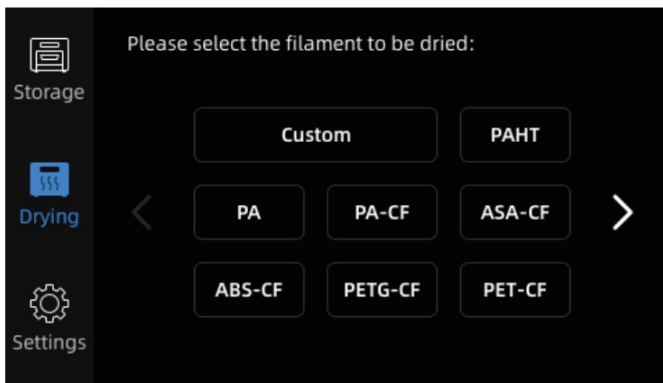 Please select the filament to be dried:
Storage
Drying
Settings
Custom
PAHT
PA
PA-CF
ASA-CF
ABS-CF
PETG-CF
PET-CF